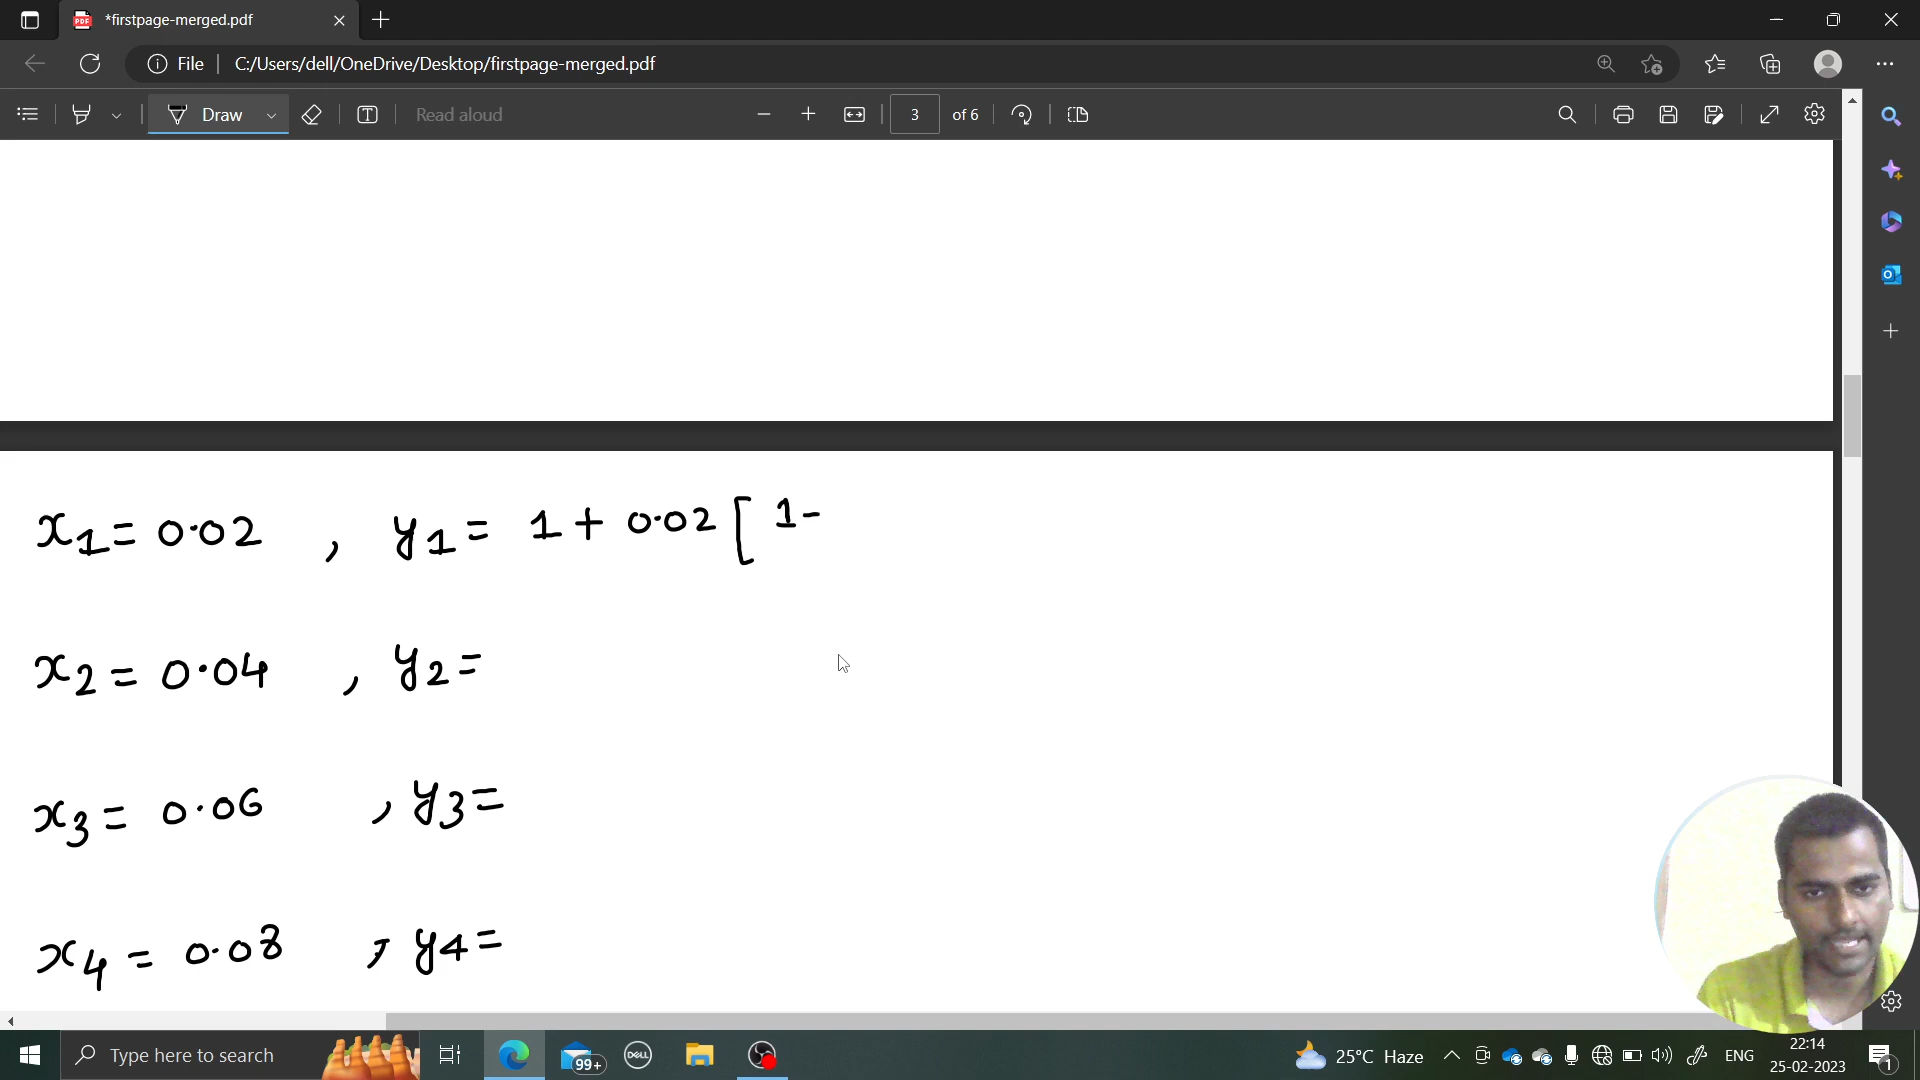 *firstpage-merged.pdf
File C:/Users/dell/OneDrive/Desktop/firstpage-merged.pdf
Draw Read aloud 3 of 6
x₁ = 0.02 , y₁ = 1 + 0.02 [ 1 -
x₂ = 0.04 , y₂ =
x₃ = 0.06 , y₃ =
x₄ = 0.08 , y₄ =
Type here to search 99+ DELL 25°C Haze ENG 22:14
25-02-2023 1